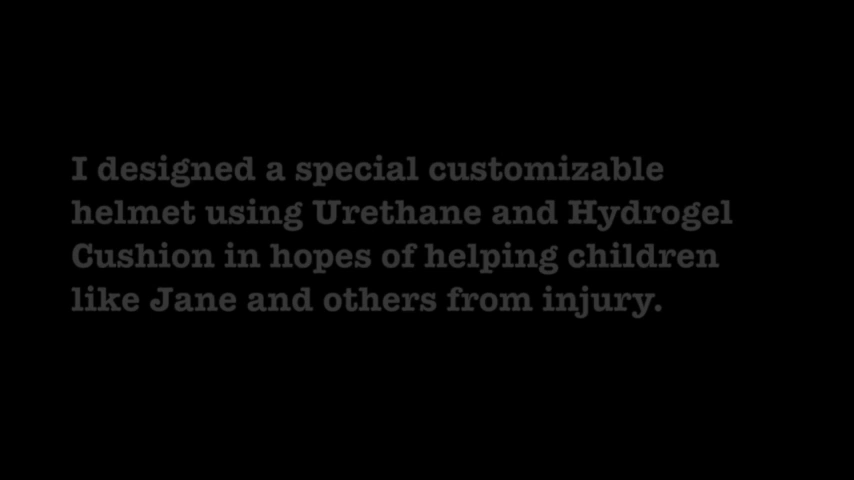 I designed a special customizable
helmet using Urethane and Hydrogel
Cushion in hopes of helping children
like Jane and others from injury.